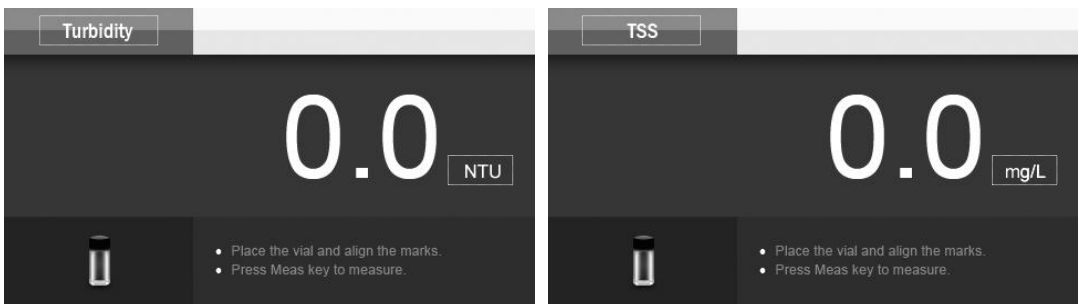 Turbidity
0.0
NTU
• Place the vial and align the marks.
• Press Meas key to measure.
TSS
0.0
mg/L
• Place the vial and align the marks.
• Press Meas key to measure.